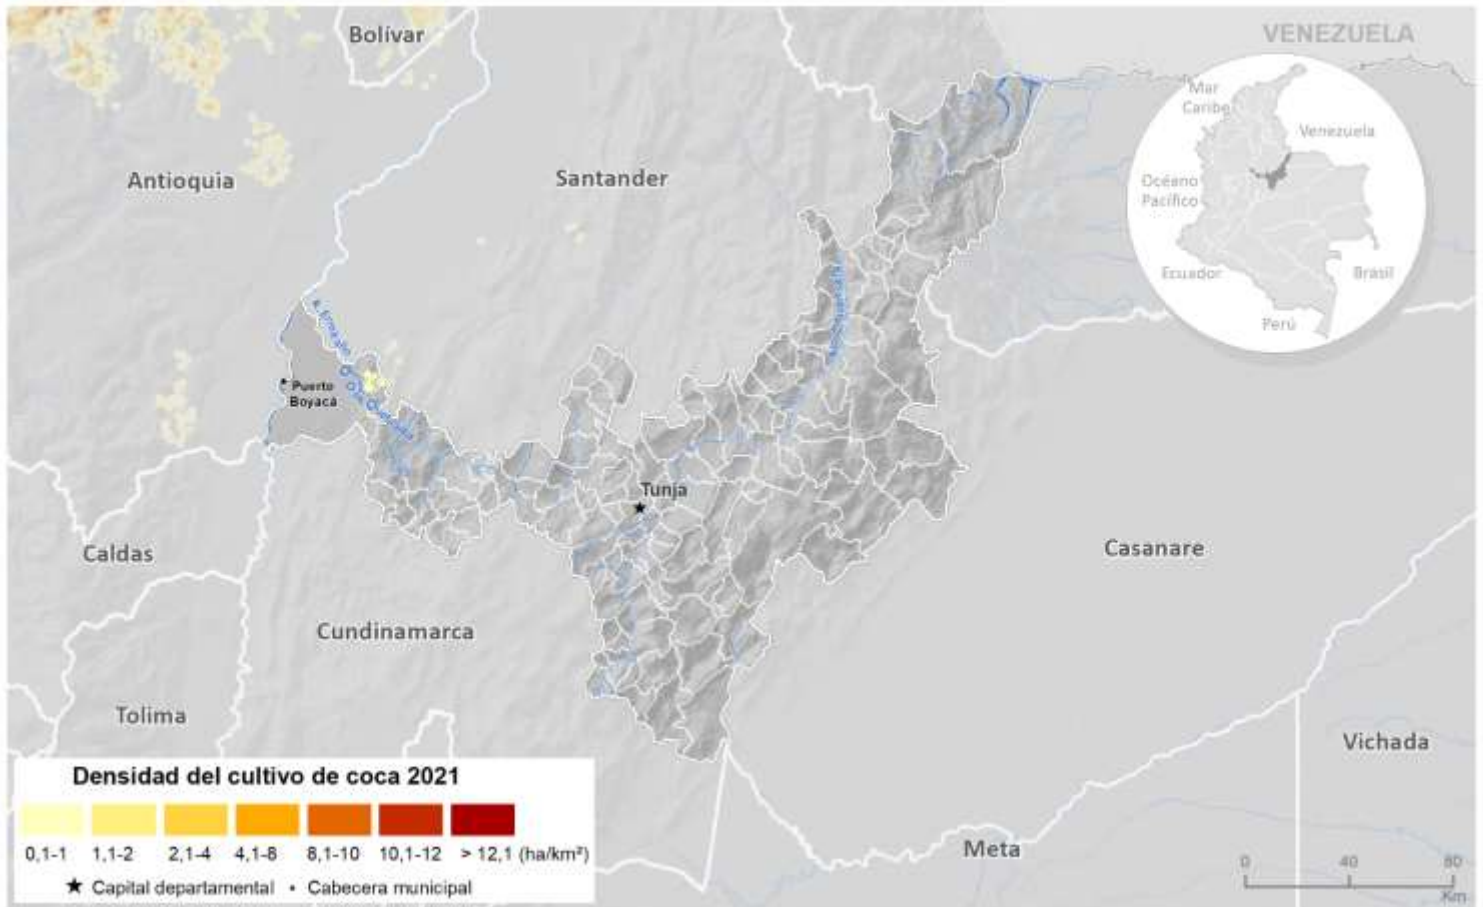 Bolívar
VENEZUELA
Mar
Caribe
Venezuela
Antioquia
Santander
Océano
Pacífico
Ecuador
Brasil
Perú
Puerto
Boyacá
Tunja
Caldas
Casanare
Cundinamarca
Tolima
Vichada
Meta
Densidad del cultivo de coca 2021
0,1-1 1,1-2 2,1-4 4,1-8 8,1-10 10,1-12 > 12,1 (ha/km²)
Capital departamental Cabecera municipal
0 40 80
Km